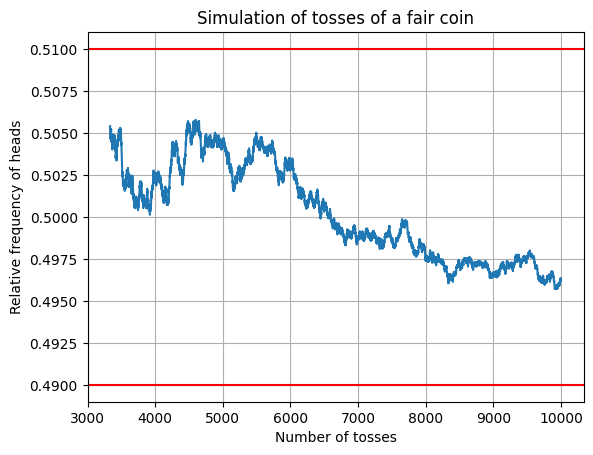 Simulation of tosses of a fair coin
Relative frequency of heads
0.5100
0.5075
0.5050
0.5025
0.5000
0.4975
0.4950
0.4925
0.4900
3000 4000 5000 6000 7000 8000 9000 10000
Number of tosses